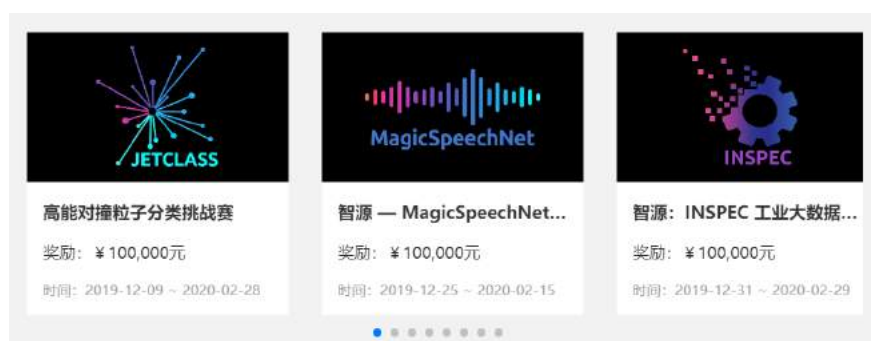 JETCLASS
高能对撞粒子分类挑战赛
奖励：￥100,000元
时间：2019-12-09 ~ 2020-02-28
MagicSpeechNet
智源 — MagicSpeechNet...
奖励：￥100,000元
时间：2019-12-25 ~ 2020-02-15
INSPEC
智源：INSPEC 工业大数据...
奖励：￥100,000元
时间：2019-12-31 ~ 2020-02-29